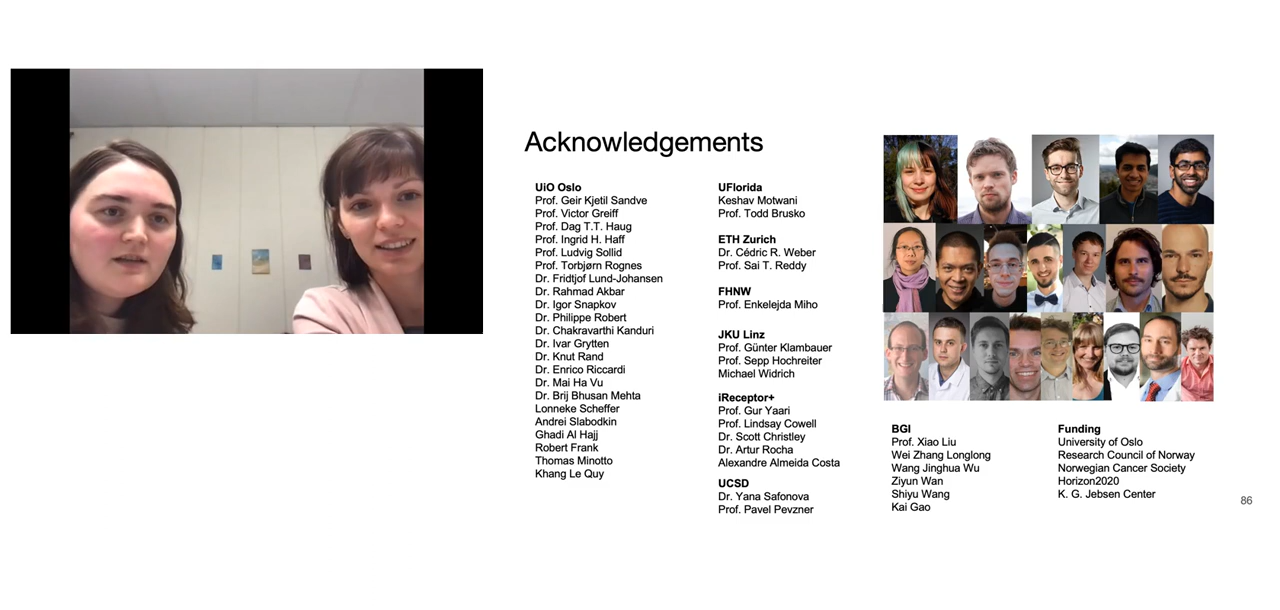 Acknowledgements
UiO Oslo
Prof. Geir Kjetil Sandve
Prof. Victor Greiff
Prof. Dag T.T. Haug
Prof. Ingrid H. Haff
Prof. Ludvig Sollid
Prof. Torbjørn Rognes
Dr. Fridtjof Lund-Johansen
Dr. Rahmad Akbar
Dr. Igor Snapkov
Dr. Philippe Robert
Dr. Chakravarthi Kanduri
Dr. Ivar Grytten
Dr. Knut Rand
Dr. Enrico Riccardi
Dr. Mai Ha Vu
Dr. Brij Bhusan Mehta
Lonneke Scheffer
Andrei Slabodkin
Ghadi Al Hajj
Robert Frank
Thomas Minotto
Khang Le Quy
UFlorida
Keshav Motwani
Prof. Todd Brusko
ETH Zurich
Dr. Cédric R. Weber
Prof. Sai T. Reddy
FHNW
Prof. Enkelejda Miho
JKU Linz
Prof. Günter Klambauer
Prof. Sepp Hochreiter
Michael Widrich
iReceptor+
Prof. Gur Yaari
Prof. Lindsay Cowell
Dr. Scott Christley
Dr. Artur Rocha
Alexandre Almeida Costa
UCSD
Dr. Yana Safonova
Prof. Pavel Pevzner
BGI
Prof. Xiao Liu
Wei Zhang Longlong
Wang Jinghua Wu
Ziyun Wan
Shiyu Wang
Kai Gao
Funding
University of Oslo
Research Council of Norway
Norwegian Cancer Society
Horizon2020
K. G. Jebsen Center
86